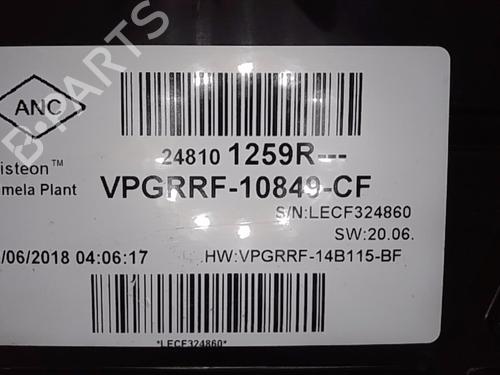 B-PARTS
ANC
24810 1259R---
isteon™
mela Plant
VPGRRF-10849-CF
S/N:LECF324860
SW:20.06.
/06/2018 04:06:17
HW:VPGRRF-14B115-BF
*LECF324860*